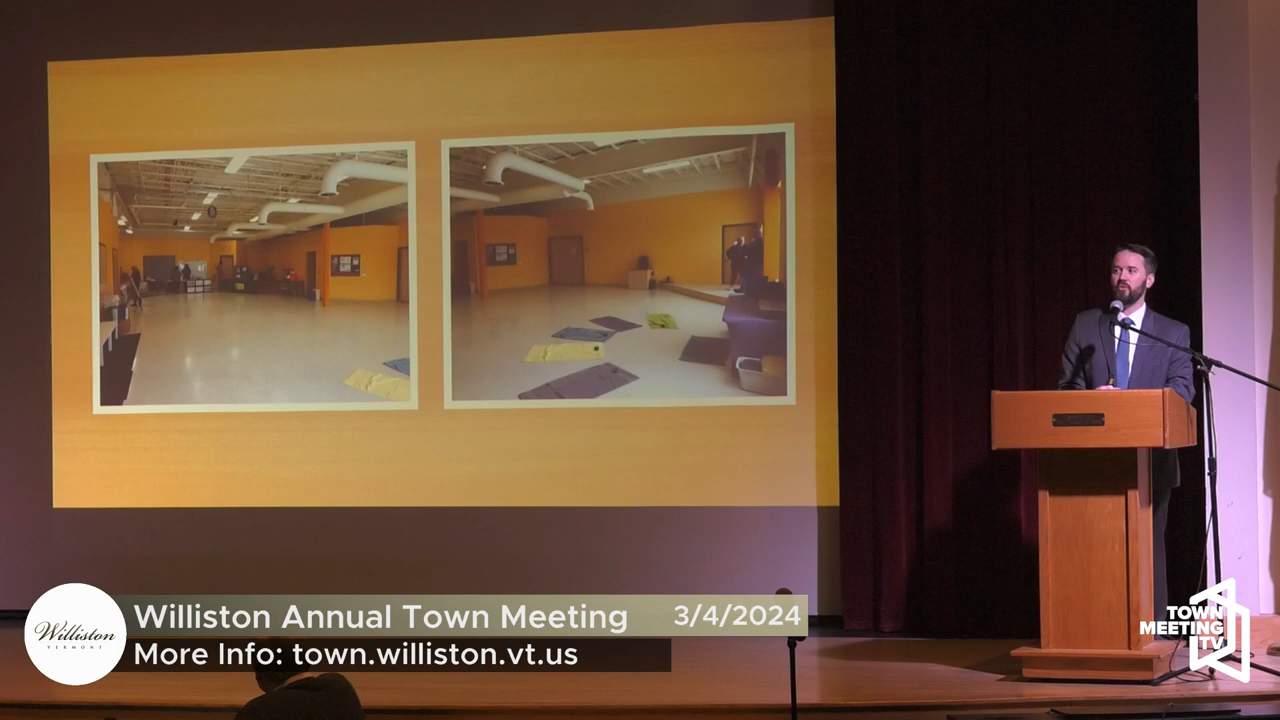 Williston Annual Town Meeting 3/4/2024
Williston
VERMONT
More Info: town.williston.vt.us
TOWN
MEETING
TV